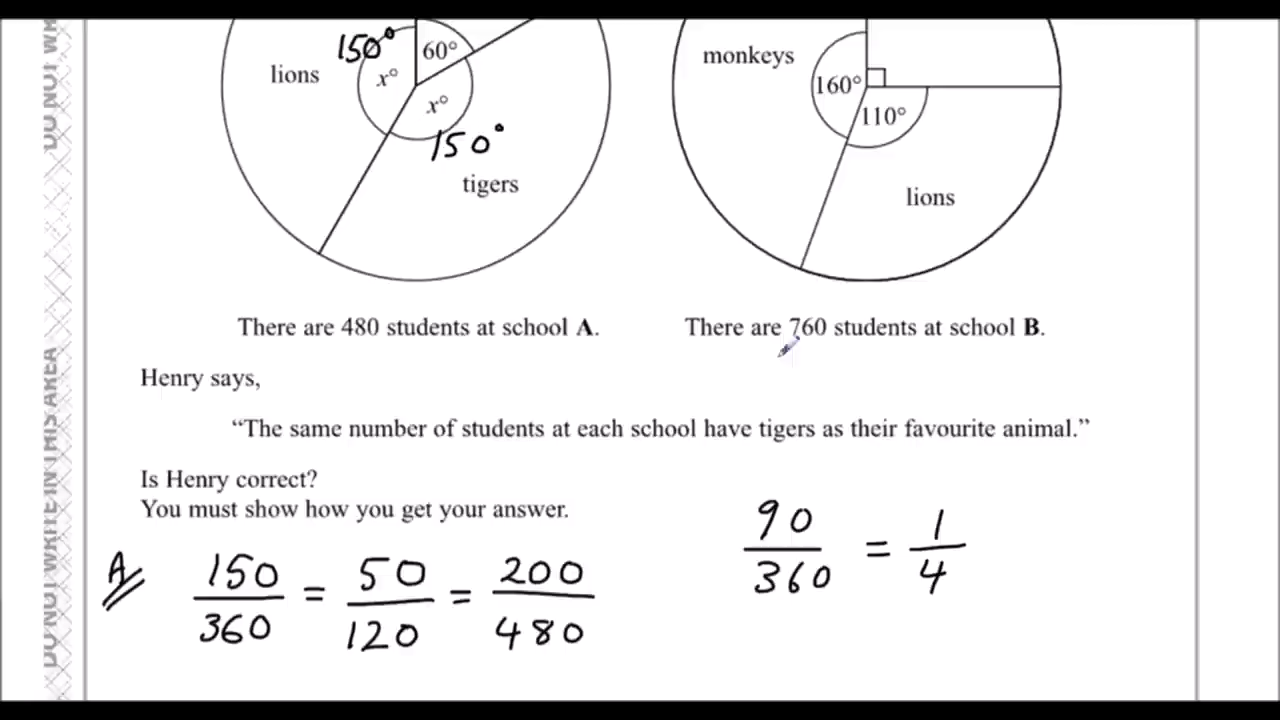 150° 60°
lions x°
x°
150°
tigers
monkeys
160°
110°
lions
There are 480 students at school A. There are 760 students at school B.
Henry says,
“The same number of students at each school have tigers as their favourite animal.”
Is Henry correct?
You must show how you get your answer.
A 150/360 = 50/120 = 200/480
90/360 = 1/4
DO NOT WRITE IN THIS AREA